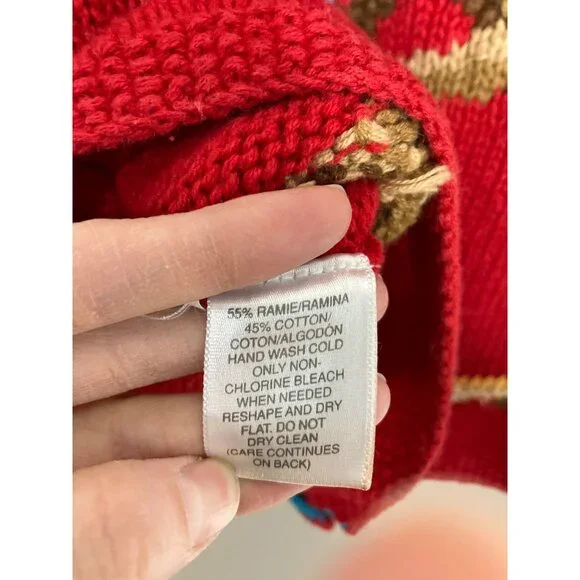 55% RAMIE/RAMINA
45% COTTON/
COTON/ALGODÓN
HAND WASH COLD
ONLY NON-
CHLORINE BLEACH
WHEN NEEDED
RESHAPE AND DRY
FLAT. DO NOT
DRY CLEAN
(CARE CONTINUES
ON BACK)